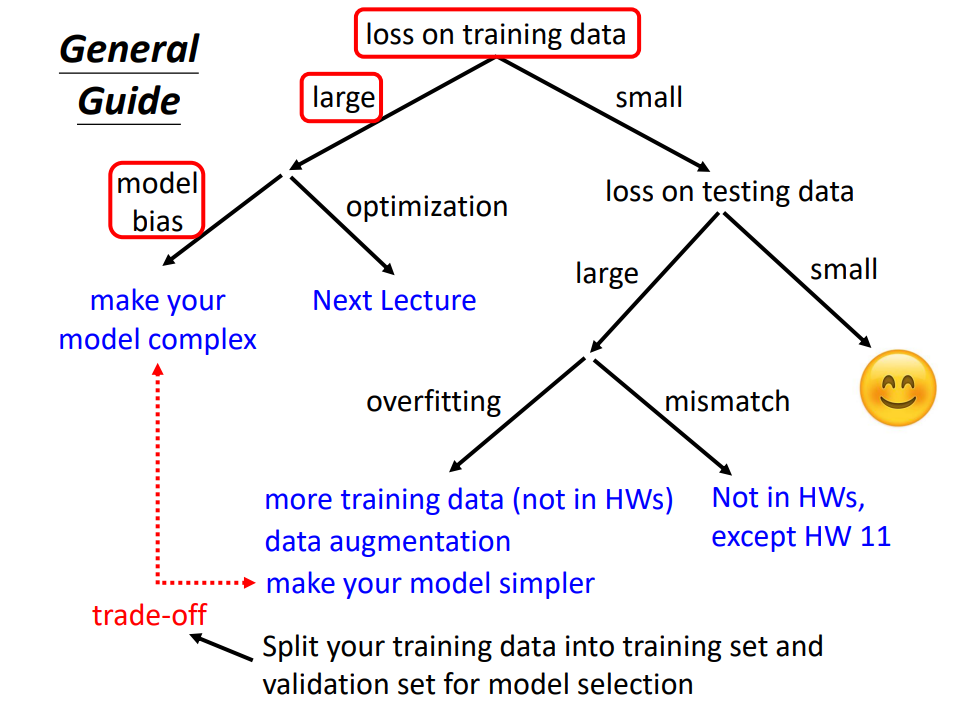 General
Guide
loss on training data
large
small
model
bias
optimization
loss on testing data
make your
model complex
Next Lecture
large
small
overfitting
mismatch
more training data (not in HWs)
data augmentation
make your model simpler
Not in HWs,
except HW 11
trade-off
Split your training data into training set and
validation set for model selection